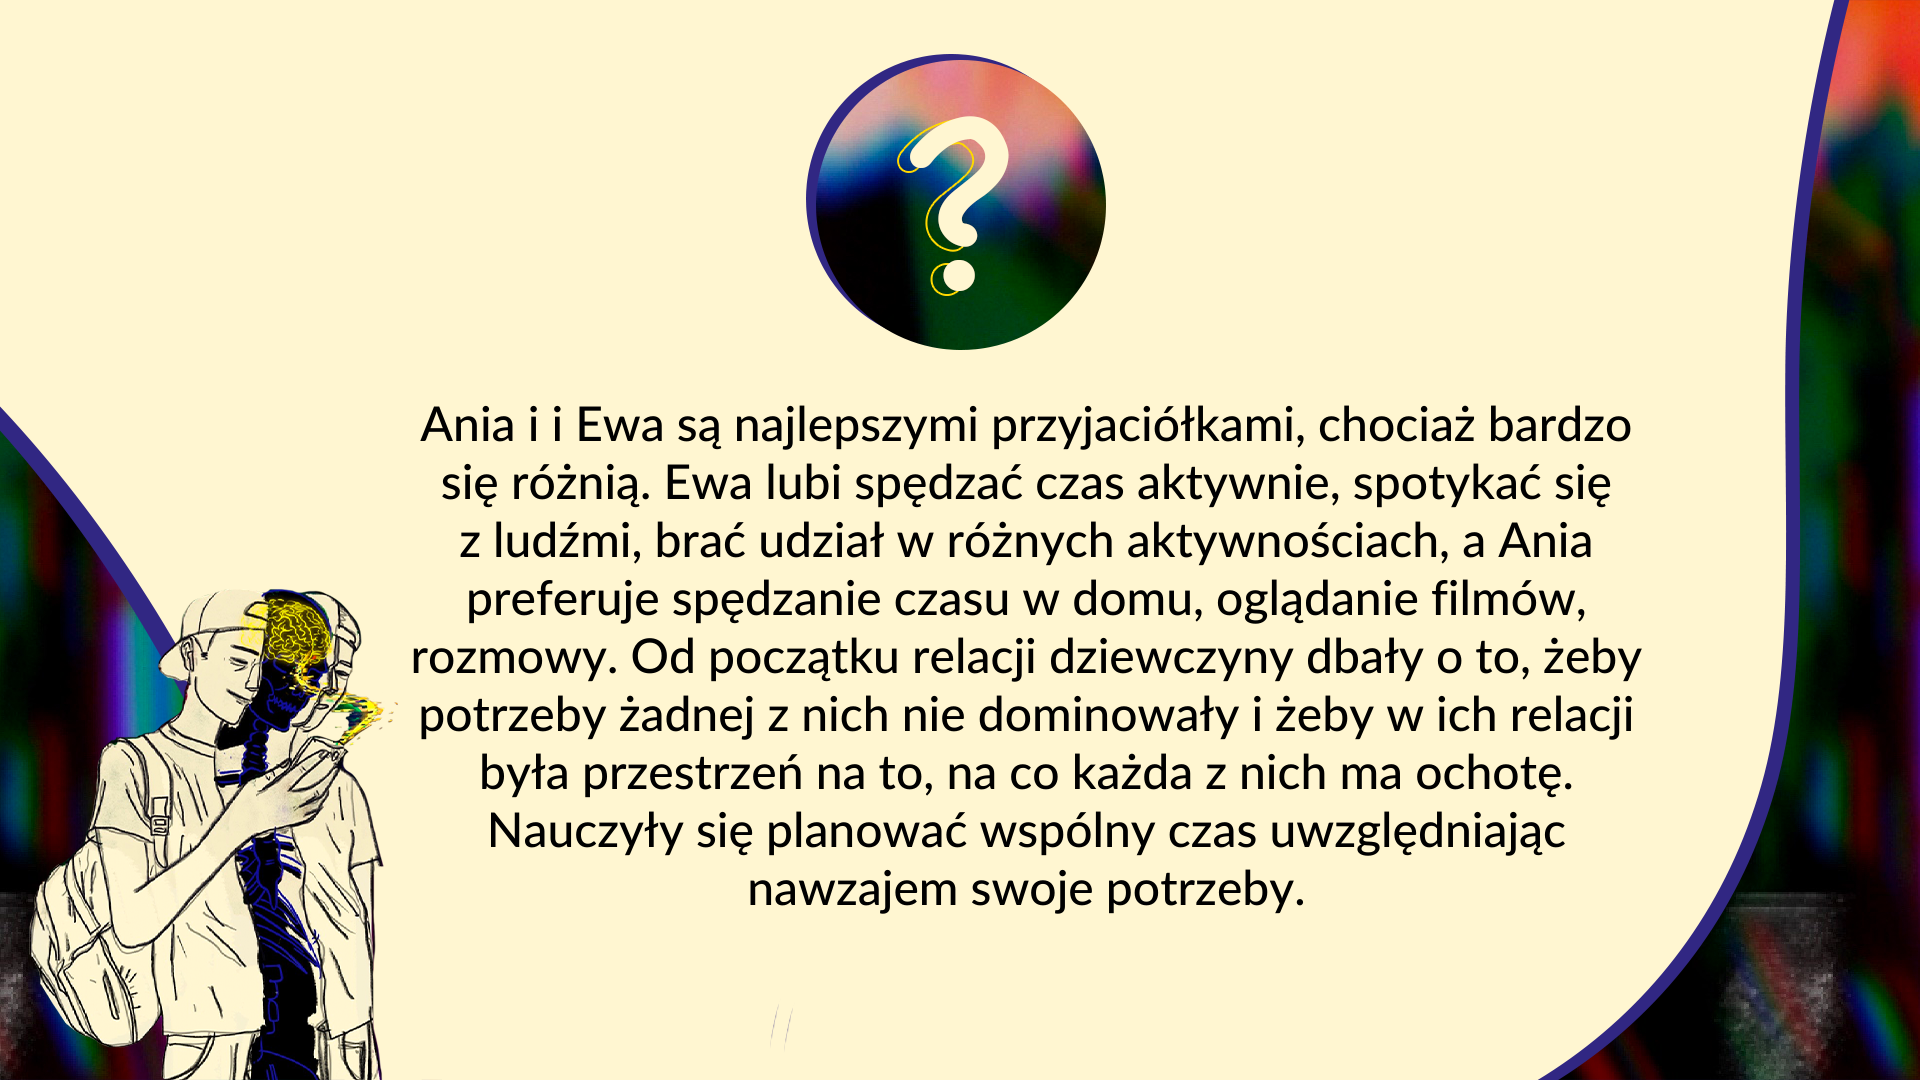 ?
Ania i i Ewa są najlepszymi przyjaciółkami, chociaż bardzo
się różnią. Ewa lubi spędzać czas aktywnie, spotykać się
z ludźmi, brać udział w różnych aktywnościach, a Ania
preferuje spędzanie czasu w domu, oglądanie filmów,
rozmowy. Od początku relacji dziewczyny dbały o to, żeby
potrzeby żadnej z nich nie dominowały i żeby w ich relacji
była przestrzeń na to, na co każda z nich ma ochotę.
Nauczyły się planować wspólny czas uwzględniając
nawzajem swoje potrzeby.